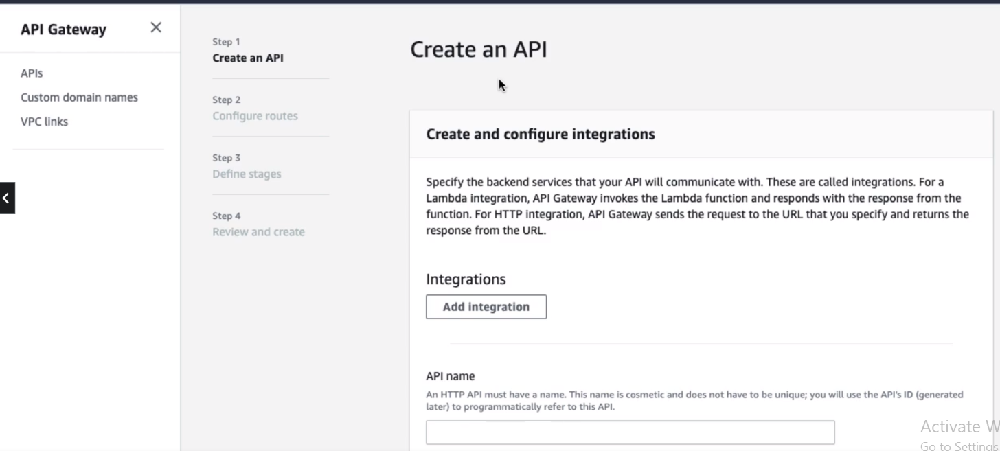 API Gateway
APIs
Custom domain names
VPC links
Step 1
Create an API
Step 2
Configure routes
Step 3
Define stages
Step 4
Review and create
Create an API
Create and configure integrations
Specify the backend services that your API will communicate with. These are called integrations. For a
Lambda integration, API Gateway invokes the Lambda function and responds with the response from the
function. For HTTP integration, API Gateway sends the request to the URL that you specify and returns the
response from the URL.
Integrations
Add integration
API name
An HTTP API must have a name. This name is cosmetic and does not have to be unique; you will use the API's ID (generated
later) to programmatically refer to this API.
Activate W
Go to Settings